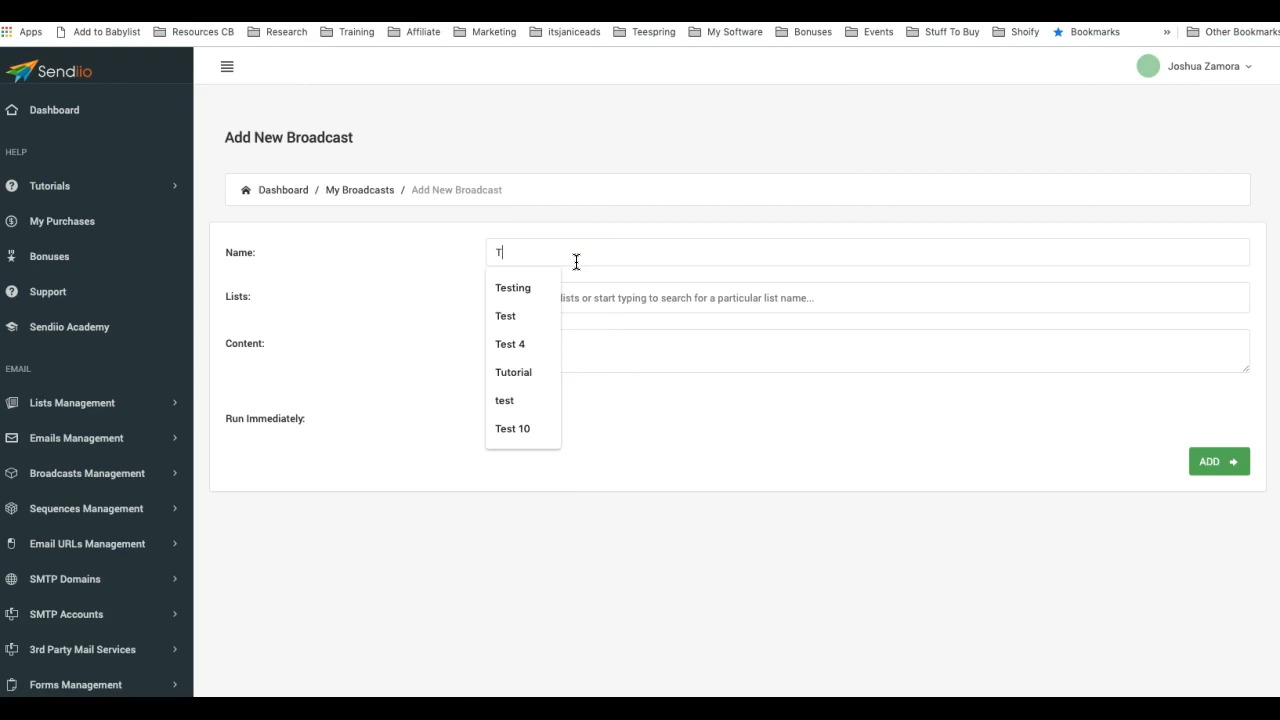 Apps Add to Babylist Resources CB Research Training Affiliate Marketing itsjaniceads Teespring My Software Bonuses Events Stuff To Buy Shoify Bookmarks » Other Bookmarks
Sendiio
Joshua Zamora
Dashboard
HELP
Tutorials
My Purchases
Bonuses
Support
Sendiio Academy
EMAIL
Lists Management
Emails Management
Broadcasts Management
Sequences Management
Email URLs Management
SMTP Domains
SMTP Accounts
3rd Party Mail Services
Forms Management
Add New Broadcast
Dashboard / My Broadcasts / Add New Broadcast
Name:
T
Testing
Test
Test 4
Tutorial
test
Test 10
Lists:
lists or start typing to search for a particular list name...
Content:
Run Immediately:
ADD